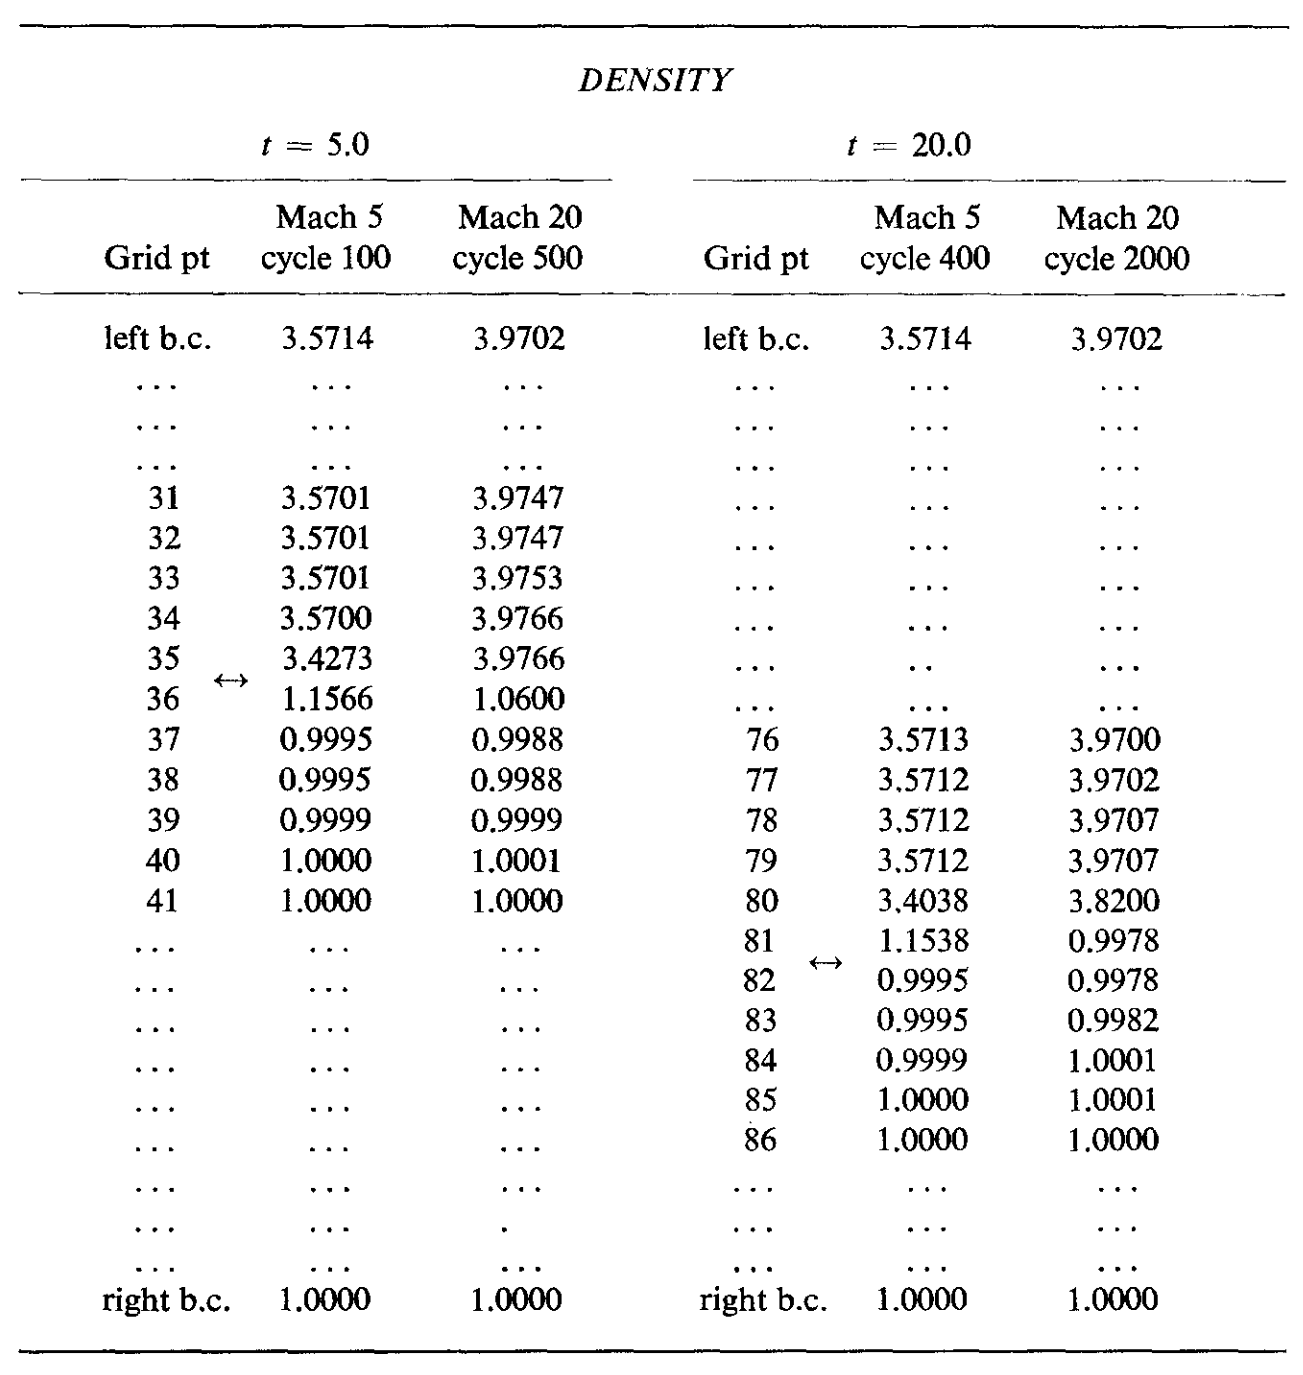 DENSITY
t = 5.0 t = 20.0
Mach 5 Mach 20 Mach 5 Mach 20
Grid pt cycle 100 cycle 500 Grid pt cycle 400 cycle 2000
left b.c. 3.5714 3.9702 left b.c. 3.5714 3.9702
... ... ... ... ... ...
... ... ... ... ... ...
... ... ... ... ... ...
31 3.5701 3.9747 ... ... ...
32 3.5701 3.9747 ... ... ...
33 3.5701 3.9753 ... ... ...
34 3.5700 3.9766 ... ... ...
35 3.4273 3.9766 ... .. ...
↔
36 1.1566 1.0600 ... ... ...
37 0.9995 0.9988 76 3.5713 3.9700
38 0.9995 0.9988 77 3.5712 3.9702
39 0.9999 0.9999 78 3.5712 3.9707
40 1.0000 1.0001 79 3.5712 3.9707
41 1.0000 1.0000 80 3.4038 3.8200
... ... ... 81 1.1538 0.9978
↔
... ... ... 82 0.9995 0.9978
... ... ... 83 0.9995 0.9982
... ... ... 84 0.9999 1.0001
... ... ... 85 1.0000 1.0001
... ... ... 86 1.0000 1.0000
... ... ... ... ... ...
... ... . ... ... ...
... ... ... ... ... ...
right b.c. 1.0000 1.0000 right b.c. 1.0000 1.0000